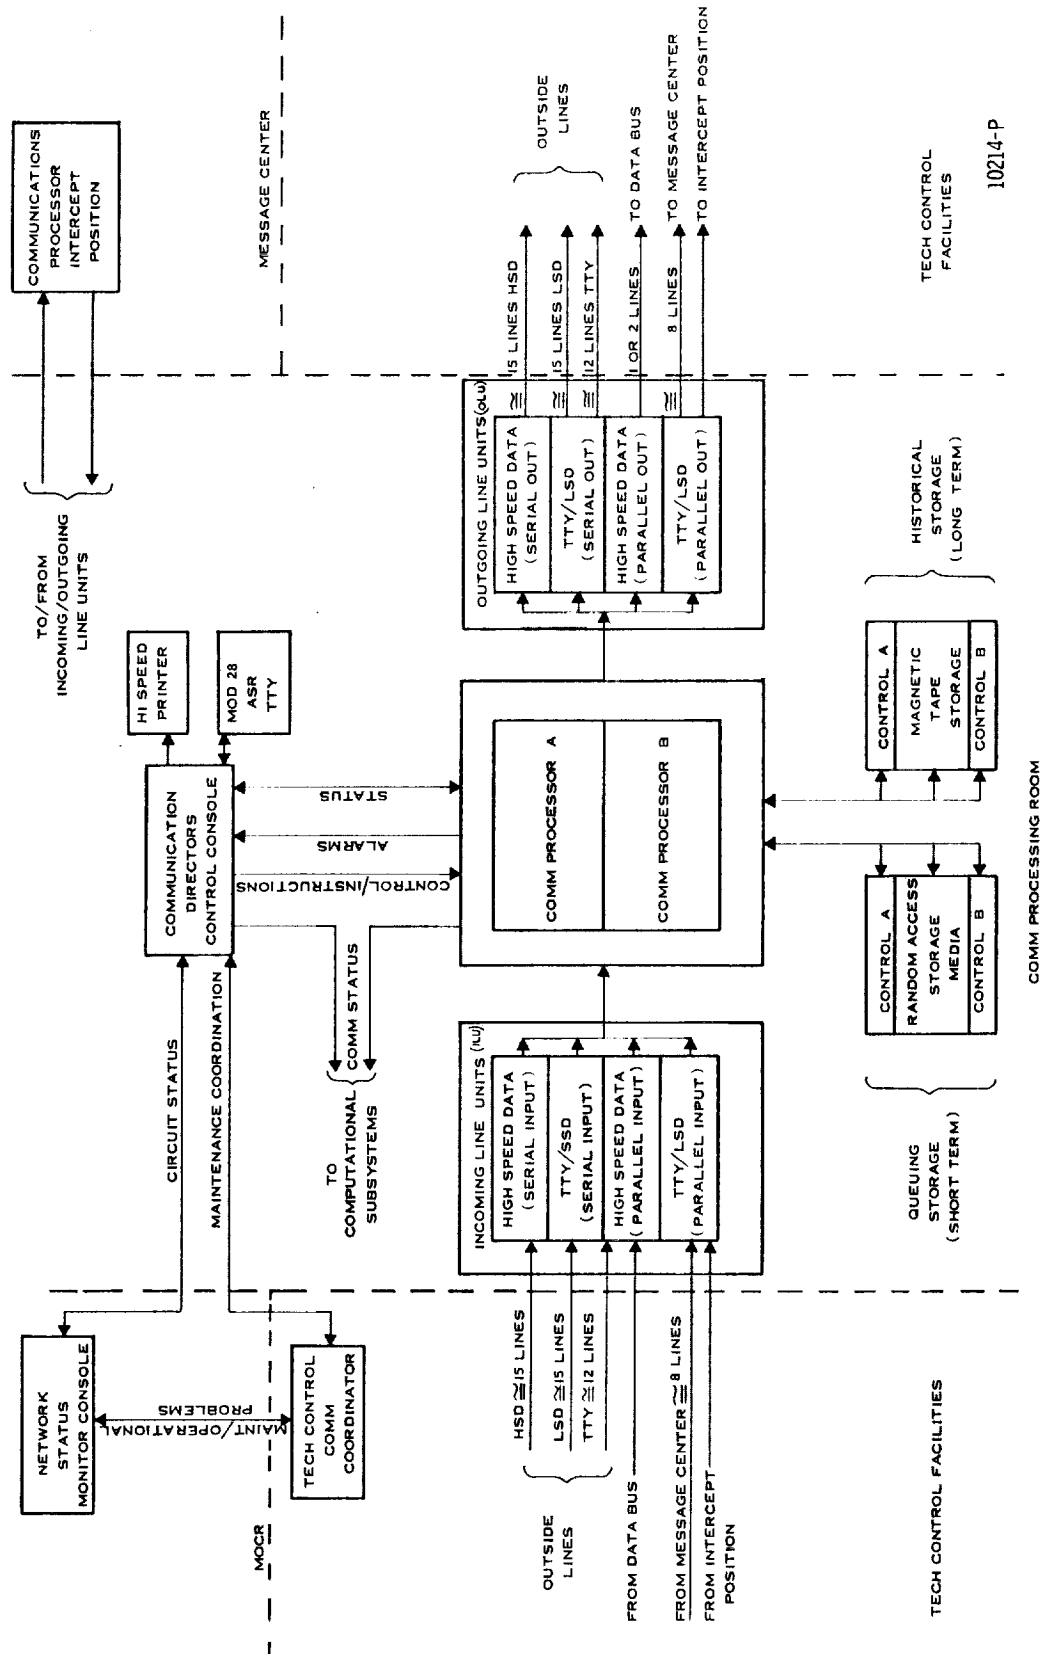 NETWORK
STATUS
MONITOR CONSOLE
MAINT/OPERATIONAL
PROBLEMS
MOCR
TECH CONTROL
COMM
COORDINATOR
CIRCUIT STATUS
MAINTENANCE COORDINATION
COMMUNICATION
DIRECTORS
CONTROL CONSOLE
HI SPEED
PRINTER
MOD 28
ASR
TTY
TO/FROM
INCOMING/OUTGOING
LINE UNITS
COMMUNICATIONS
PROCESSOR
INTERCEPT
POSITION
MESSAGE CENTER
TO
COMPUTATIONAL
SUBSYSTEMS
COMM STATUS
CONTROL/INSTRUCTIONS
ALARMS
STATUS
OUTSIDE
LINES
HSD ≅ 15 LINES
LSD ≅ 15 LINES
TTY ≅ 12 LINES
FROM DATA BUS
FROM MESSAGE CENTER ≅ 8 LINES
FROM INTERCEPT
POSITION
INCOMING LINE UNITS (ILU)
HIGH SPEED DATA
(SERIAL INPUT)
TTY/SSD
(SERIAL INPUT)
HIGH SPEED DATA
(PARALLEL INPUT)
TTY/LSD
(PARALLEL INPUT)
COMM PROCESSOR A
COMM PROCESSOR B
OUTGOING LINE UNITS (OLU)
HIGH SPEED DATA
(SERIAL OUT)
TTY/LSD
(SERIAL OUT)
HIGH SPEED DATA
(PARALLEL OUT)
TTY/LSD
(PARALLEL OUT)
≅ 15 LINES HSD
≅ 15 LINES LSD
≅ 12 LINES TTY
1 OR 2 LINES
≅ 8 LINES
OUTSIDE
LINES
TO DATA BUS
TO MESSAGE CENTER
TO INTERCEPT POSITION
QUEUING
STORAGE
(SHORT TERM)
CONTROL A
RANDOM ACCESS
STORAGE
MEDIA
CONTROL B
CONTROL A
MAGNETIC
TAPE
STORAGE
CONTROL B
HISTORICAL
STORAGE
(LONG TERM)
TECH CONTROL FACILITIES
COMM PROCESSING ROOM
TECH CONTROL
FACILITIES
10214-P